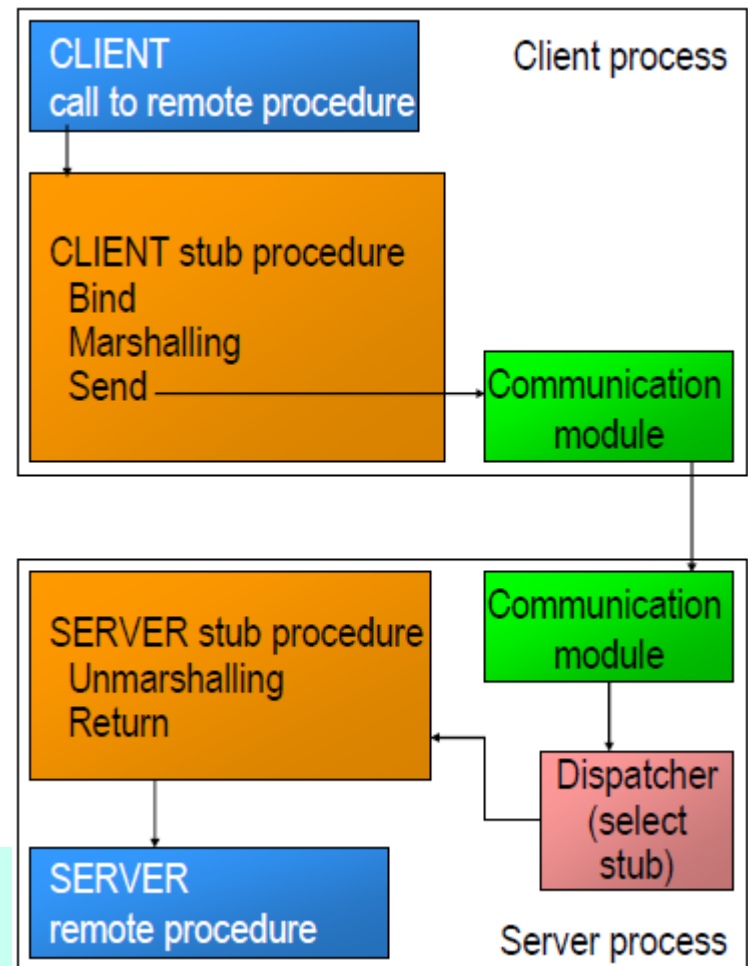 CLIENT
call to remote procedure
Client process
CLIENT stub procedure
Bind
Marshalling
Send
Communication
module
SERVER stub procedure
Unmarshalling
Return
Communication
module
Dispatcher
(select
stub)
SERVER
remote procedure
Server process